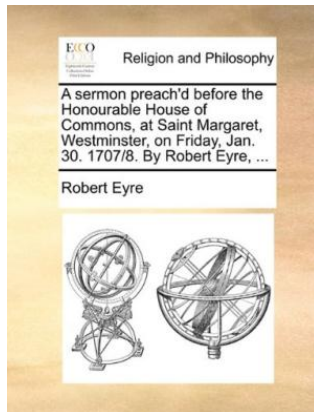 ECCO
Religion and Philosophy
A sermon preach'd before the
Honourable House of
Commons, at Saint Margaret,
Westminster, on Friday, Jan.
30. 1707/8. By Robert Eyre, ...
Robert Eyre